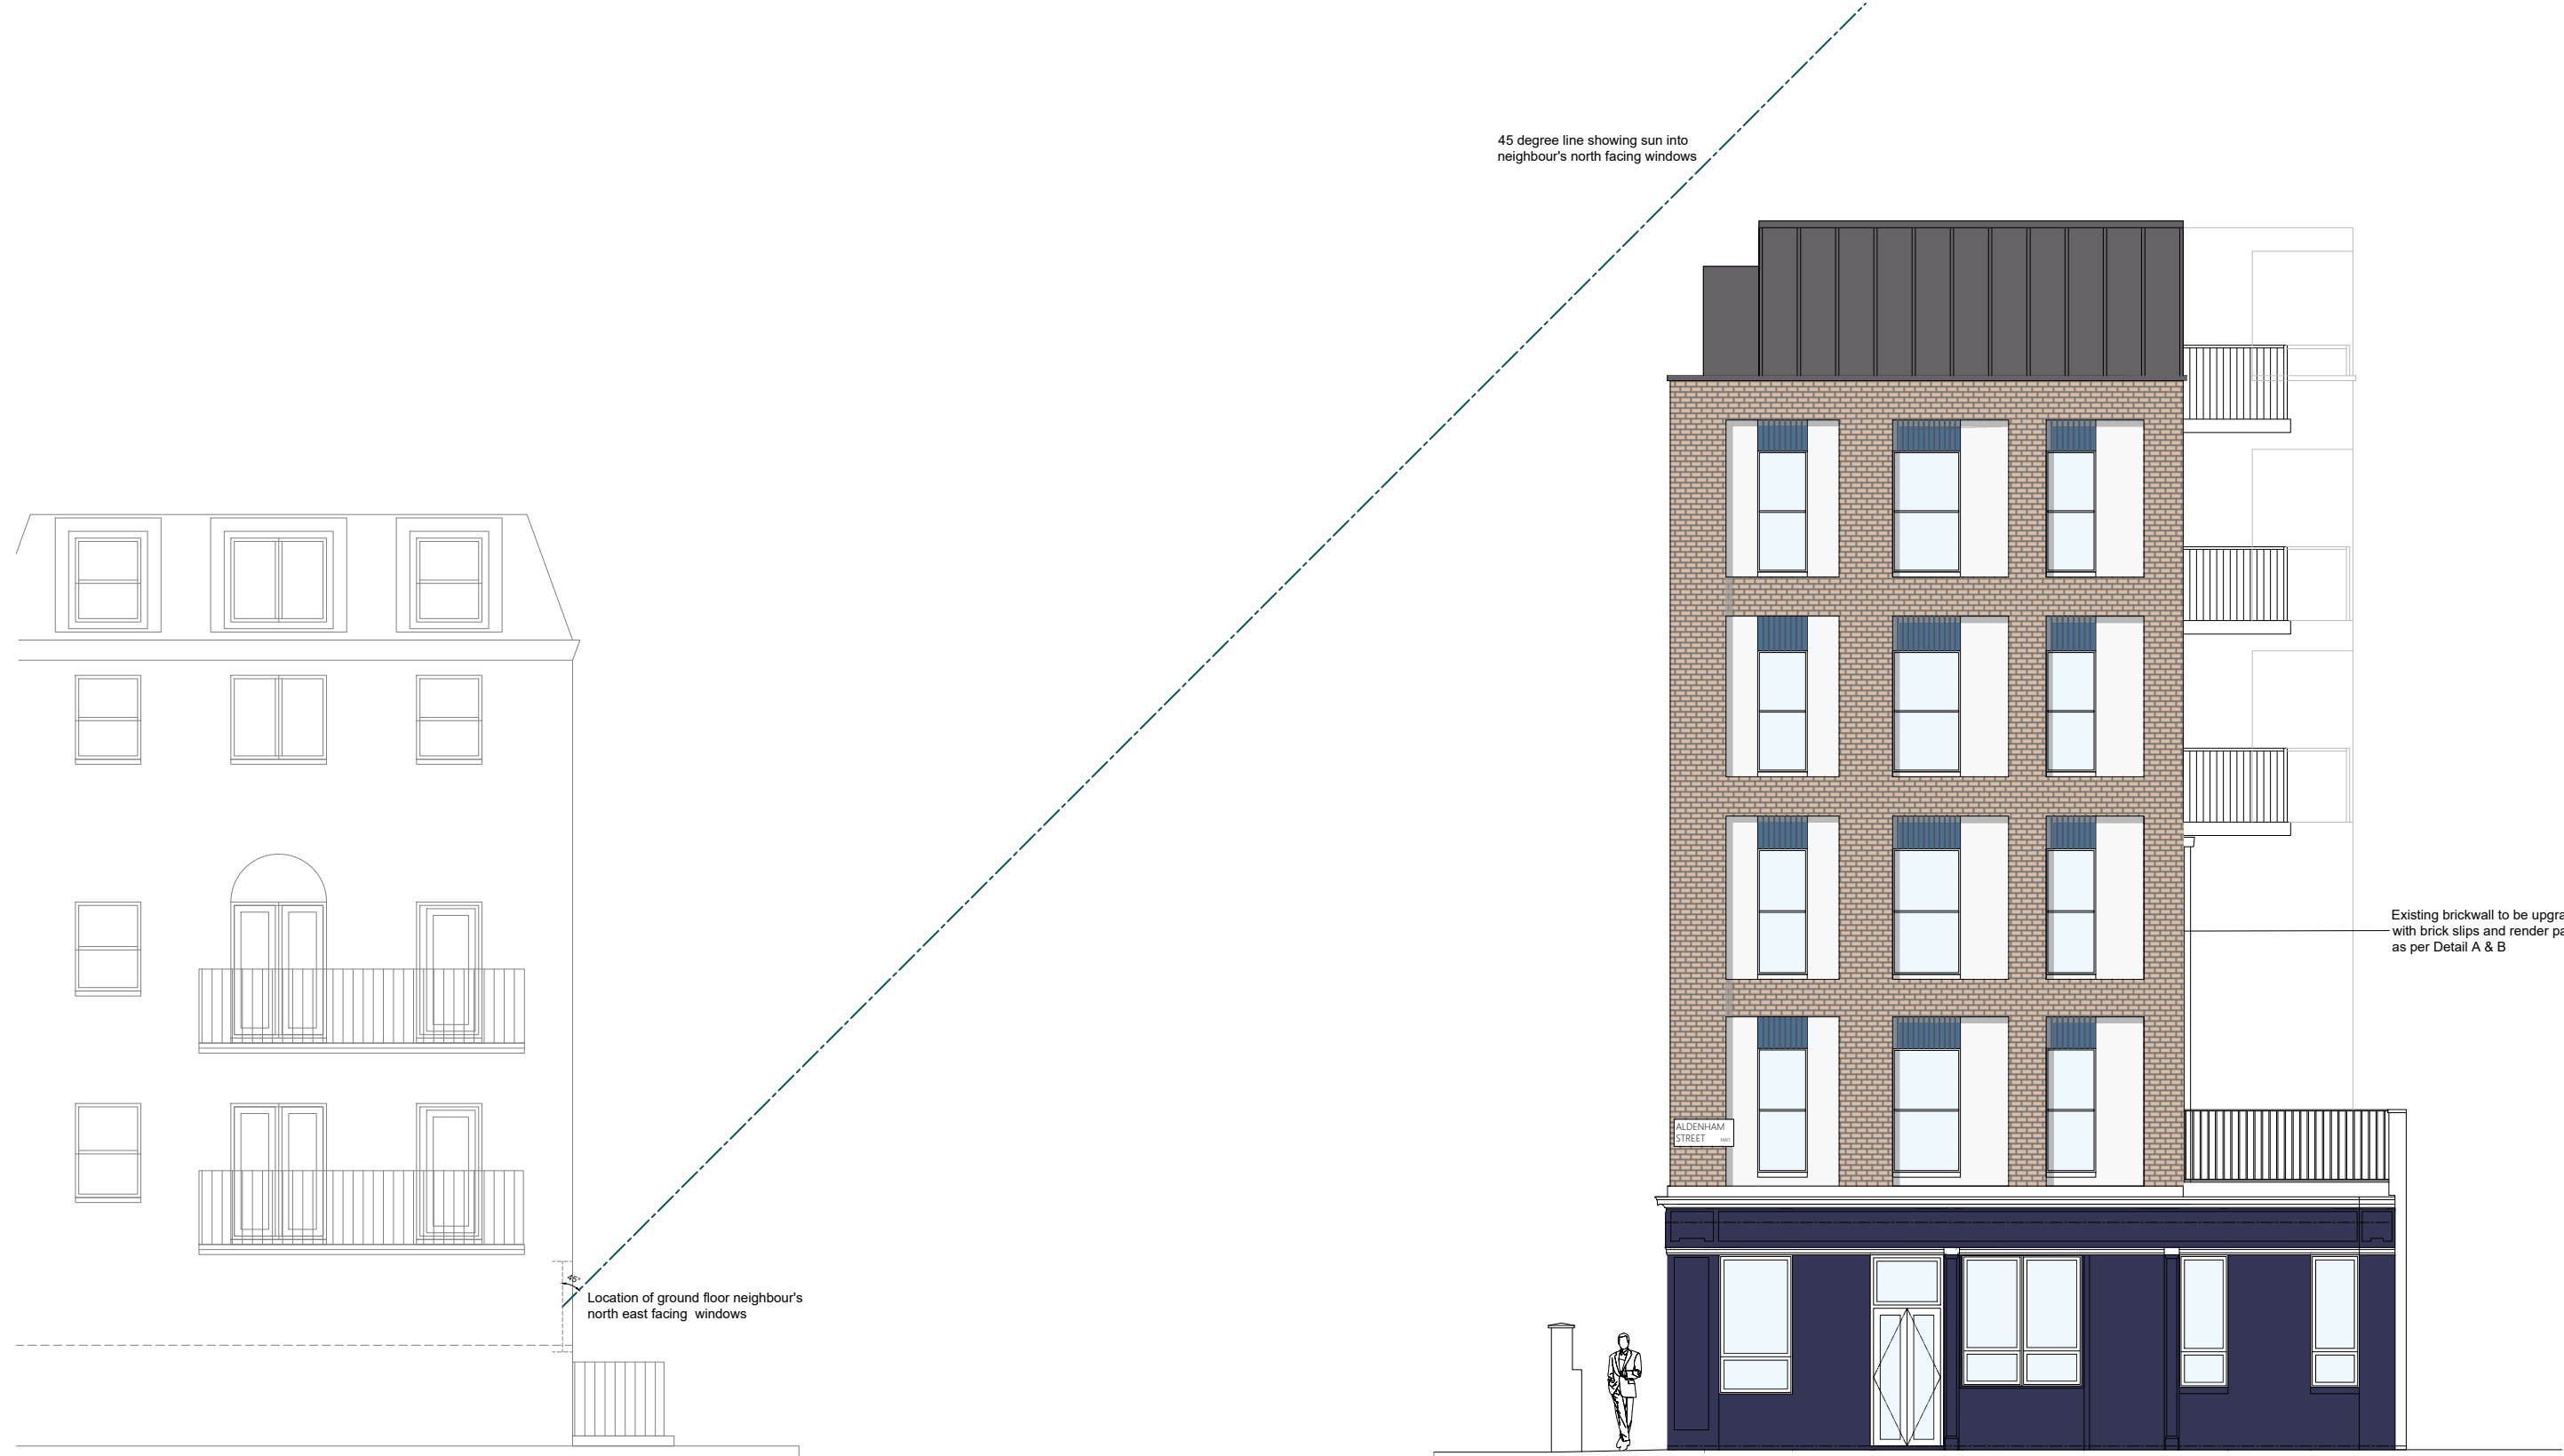 45 degree line showing sun into
neighbour's north facing windows
Existing brickwall to be upgra
with brick slips and render pa
as per Detail A & B
ALDENHAM
STREET
45°
Location of ground floor neighbour's
north east facing windows